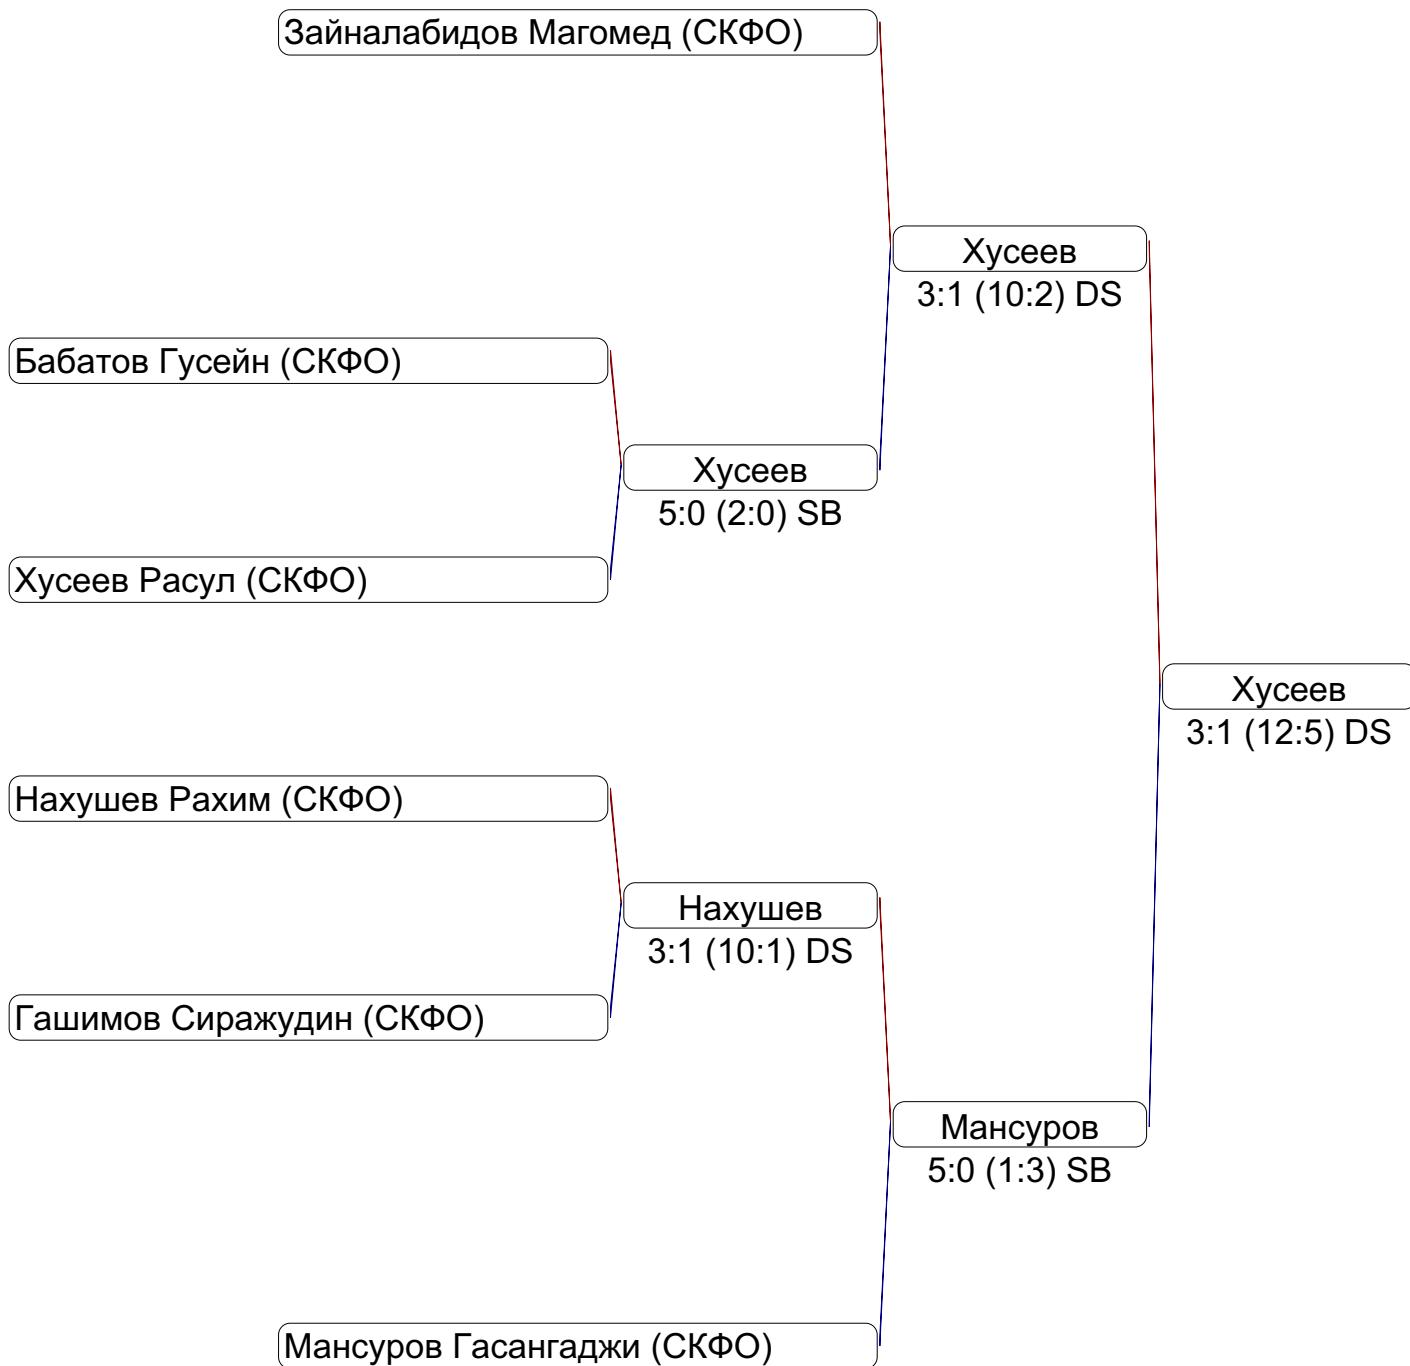 Зайналабидов Магомед (СКФО)
Хусеев
3:1 (10:2) DS
Бабатов Гусейн (СКФО)
Хусеев
5:0 (2:0) SB
Хусеев Расул (СКФО)
Хусеев
3:1 (12:5) DS
Нахушев Рахим (СКФО)
Нахушев
3:1 (10:1) DS
Гашимов Сиражудин (СКФО)
Мансуров
5:0 (1:3) SB
Мансуров Гасангаджи (СКФО)